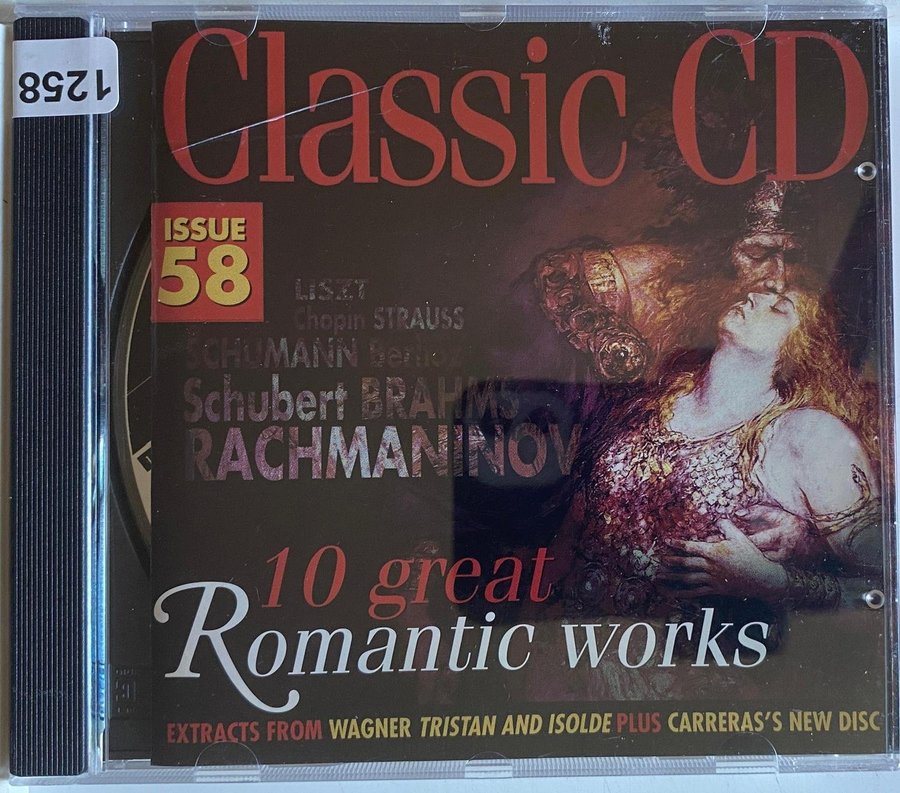 1258
Classic CD
ISSUE
58
LISZT
Chopin STRAUSS
SCHUMANN Berlioz
Schubert BRAHMS
RACHMANINOV
10 great
Romantic works
EXTRACTS FROM WAGNER TRISTAN AND ISOLDE PLUS CARRERAS'S NEW DISC